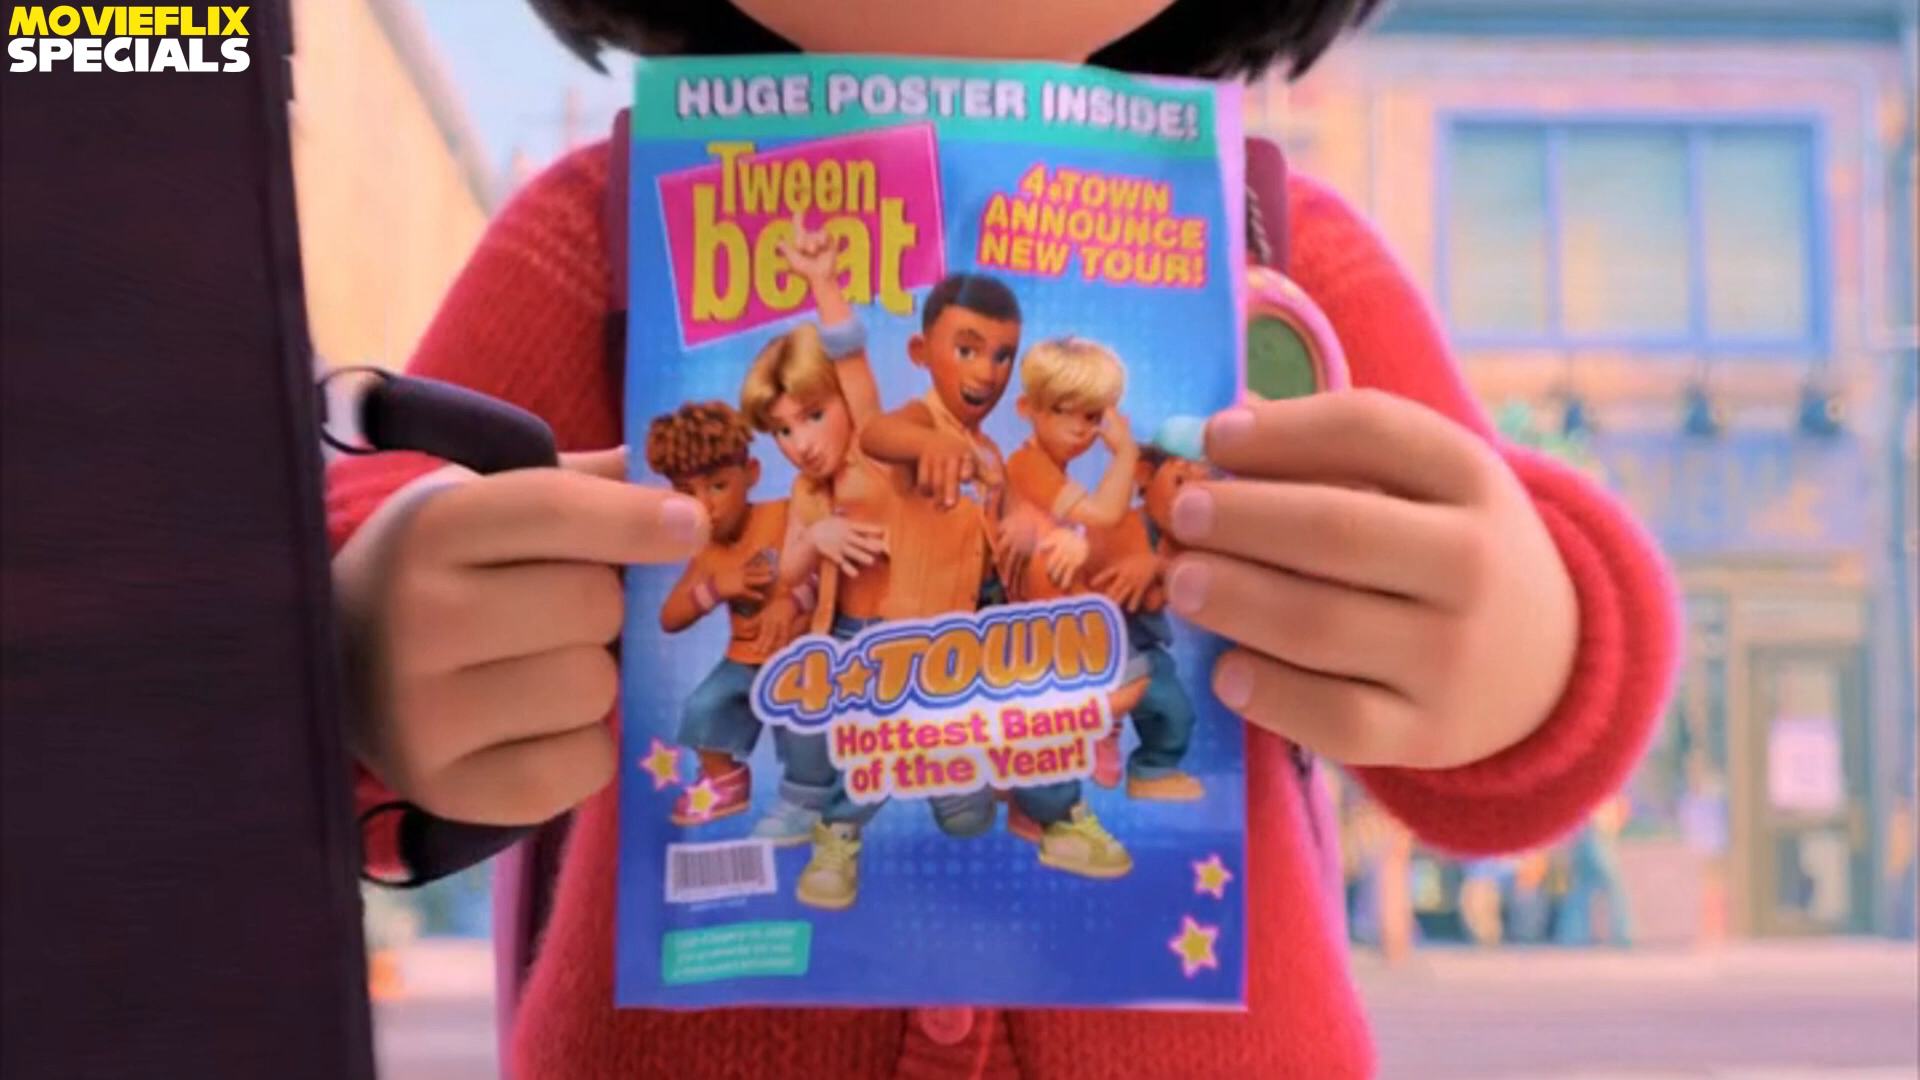 MOVIEFLIX
SPECIALS
HUGE POSTER INSIDE!
Tween
beat
4★TOWN
ANNOUNCE
NEW TOUR!
4★TOWN
Hottest Band
of the Year!